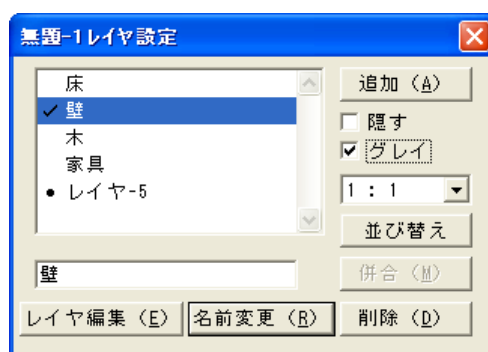 無題-1レイヤ設定
床
✓ 壁
木
家具
• レイヤ-5
壁
追加 (A)
隠す
グレイ
1 : 1
並び替え
併合 (M)
レイヤ編集 (E)
名前変更 (R)
削除 (D)